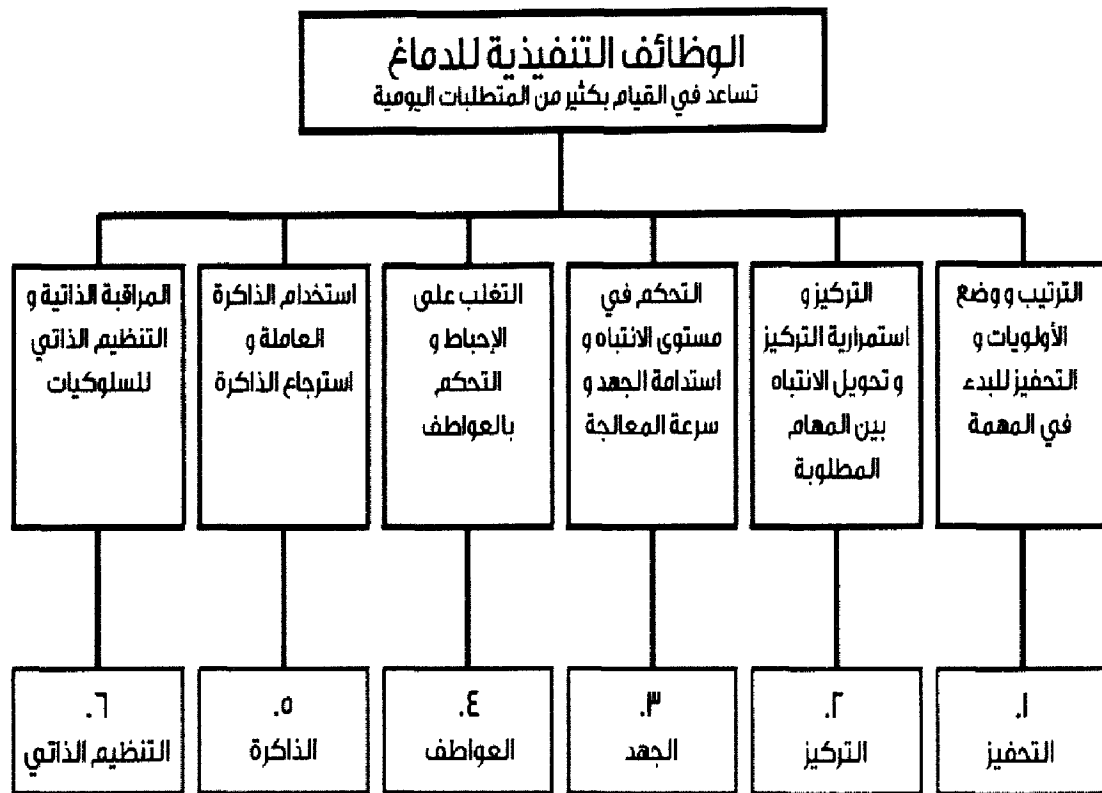 الوظائف التنفيذية للدماغ
تساعد في القيام بكثير من المتطلبات اليومية
الترتيب و وضع
الأولويات و
التحفيز للبدء
في المهمة
التركيز و
استمرارية التركيز
و تحويل الانتباه
بين المهام
المطلوبة
التحكم في
مستوى الانتباه و
استدامة الجهد و
سرعة المعالجة
التغلب على
الإحباط و
التحكم
بالعواطف
استخدام الذاكرة
العاملة و
استرجاع الذاكرة
المراقبة الذاتية و
التنظيم الذاتي
للسلوكيات
١.
التحفيز
٢.
التركيز
٣.
الجهد
٤.
العواطف
٥.
الذاكرة
٦.
التنظيم الذاتي